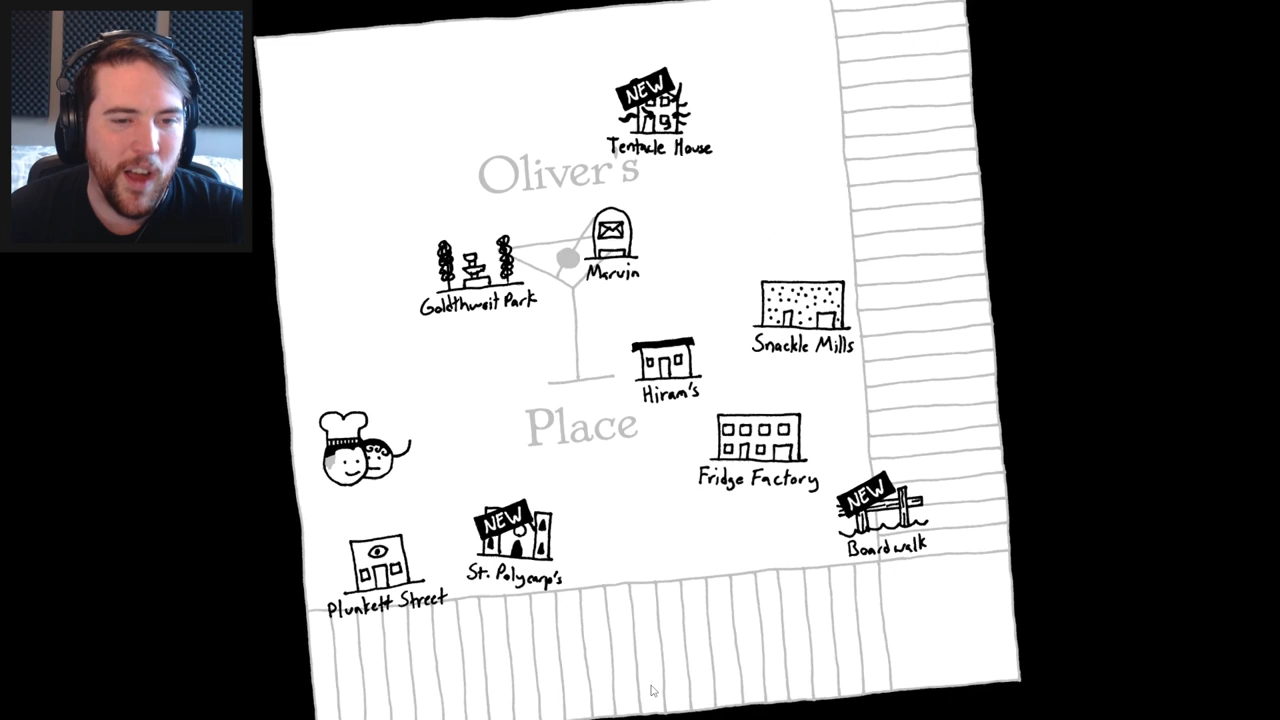 NEW
Tentacle House
Oliver's
Marvin
Goldthwait Park
Snackle Mills
Hiram's
Place
Fridge Factory
NEW
Boardwalk
NEW
St. Polycarp's
Plunkett Street